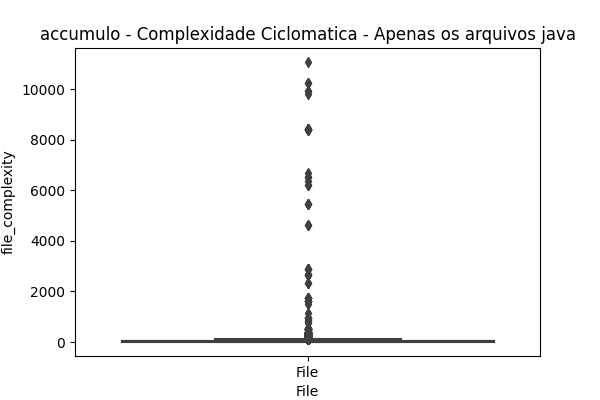 accumulo - Complexidade Ciclomatica - Apenas os arquivos java
file_complexity
10000
8000
6000
4000
2000
0
File
File